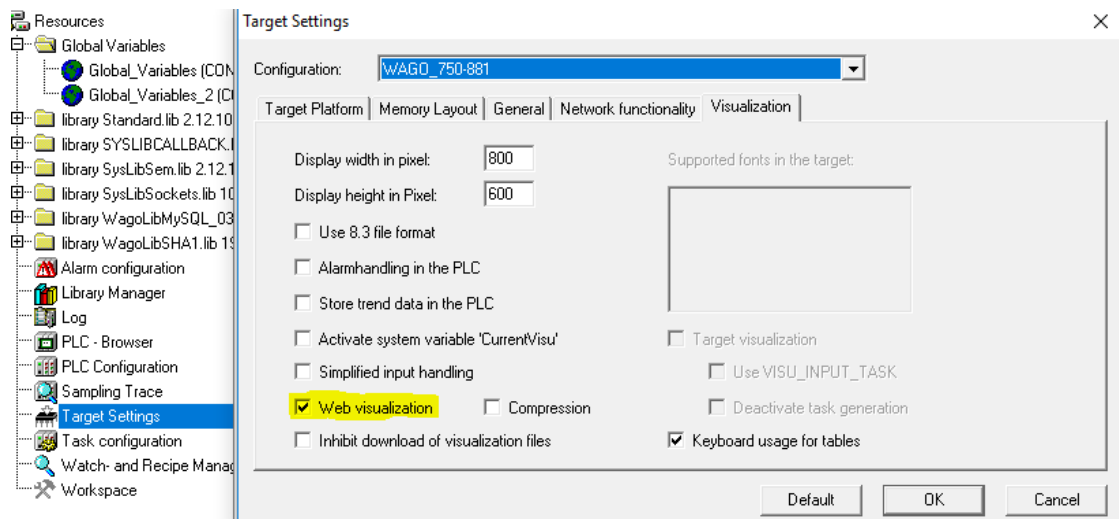 Resources
Global Variables
Global_Variables (CON
Global_Variables_2 (C
library Standard.lib 2.12.10
library SYSLIBCALLBACK.
library SysLibSem.lib 2.12.1
library SysLibSockets.lib 10
library WagoLibMySQL_03
library WagoLibSHA1.lib 19
Alarm configuration
Library Manager
Log
PLC - Browser
PLC Configuration
Sampling Trace
Target Settings
Task configuration
Watch- and Recipe Manag
Workspace
Target Settings
Configuration: WAGO_750-881
Target Platform Memory Layout General Network functionality Visualization
Display width in pixel: 800
Display height in Pixel: 600
Use 8.3 file format
Alarmhandling in the PLC
Store trend data in the PLC
Activate system variable 'CurrentVisu'
Simplified input handling
Web visualization Compression
Inhibit download of visualization files
Supported fonts in the target:
Target visualization
Use VISU_INPUT_TASK
Deactivate task generation
Keyboard usage for tables
Default OK Cancel